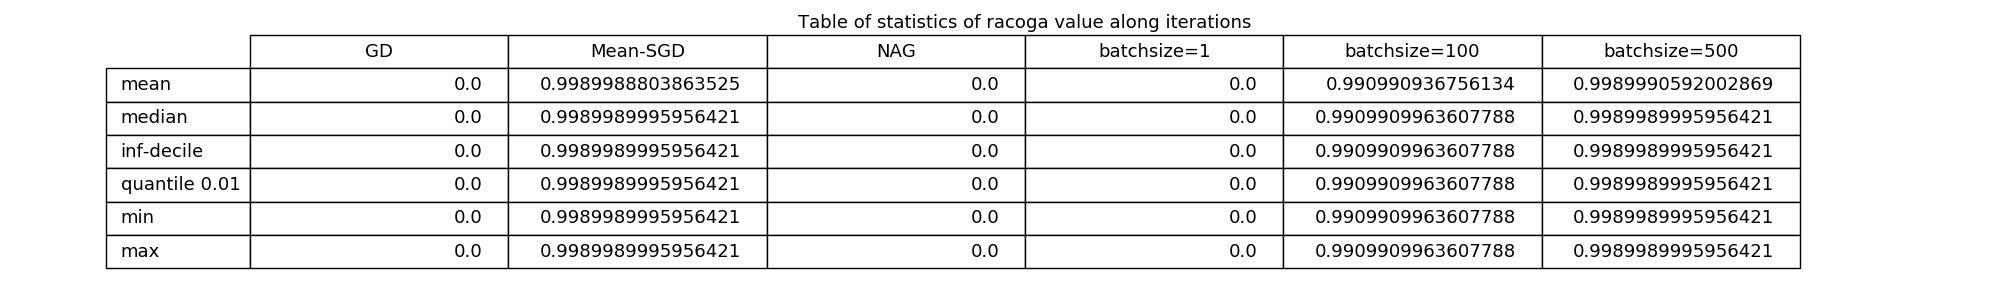 Table of statistics of racoga value along iterations
GD Mean-SGD NAG batchsize=1 batchsize=100 batchsize=500
mean 0.0 0.9989988803863525 0.0 0.0 0.990990936756134 0.9989990592002869
median 0.0 0.9989989995956421 0.0 0.0 0.9909909963607788 0.9989989995956421
inf-decile 0.0 0.9989989995956421 0.0 0.0 0.9909909963607788 0.9989989995956421
quantile 0.01 0.0 0.9989989995956421 0.0 0.0 0.9909909963607788 0.9989989995956421
min 0.0 0.9989989995956421 0.0 0.0 0.9909909963607788 0.9989989995956421
max 0.0 0.9989989995956421 0.0 0.0 0.9909909963607788 0.9989989995956421